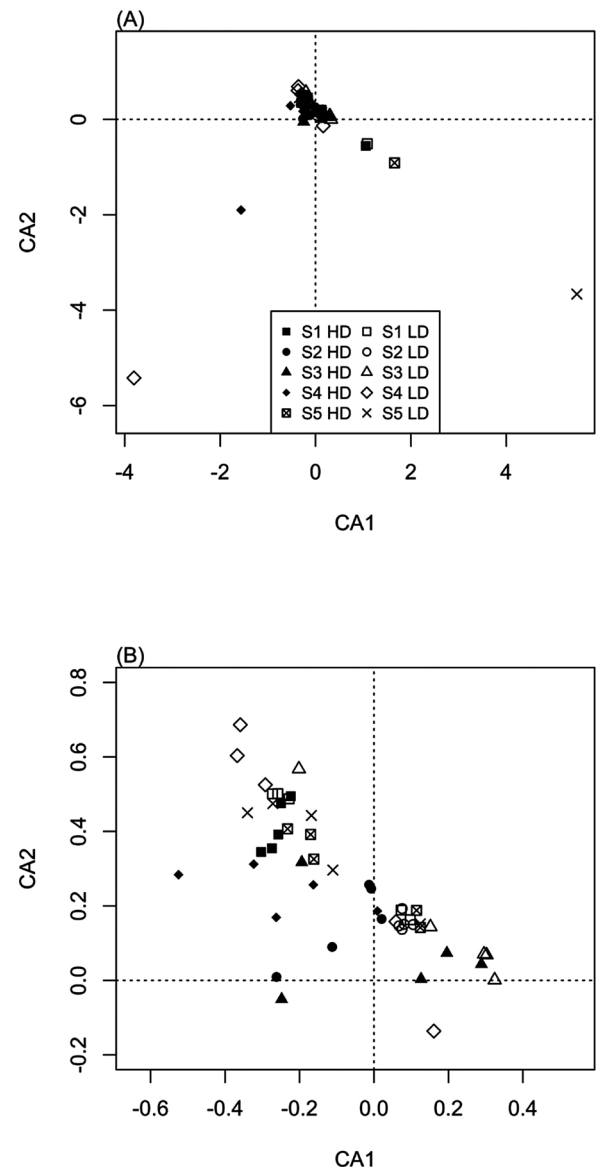 (A)
0
-2
-4
-6
CA2
S1 HD S1 LD
S2 HD S2 LD
S3 HD S3 LD
S4 HD S4 LD
S5 HD S5 LD
-4 -2 0 2 4
CA1
(B)
0.8
0.6
0.4
0.2
0.0
-0.2
CA2
-0.6 -0.4 -0.2 0.0 0.2 0.4
CA1